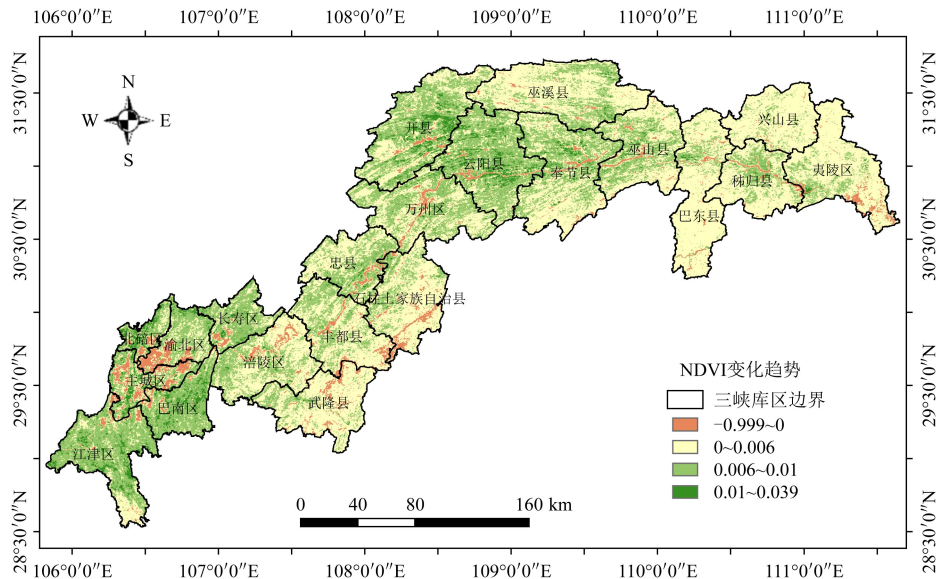 106°0′0″E 107°0′0″E 108°0′0″E 109°0′0″E 110°0′0″E 111°0′0″E
31°30′0″N
30°30′0″N
29°30′0″N
28°30′0″N
N
W E
S
巫溪县
兴山县
开县
云阳县
奉节县
巫山县
秭归县
夷陵区
万州区
巴东县
忠县
石柱土家族自治县
长寿区
北碚区
渝北区
丰都县
涪陵区
主城区
巴南区
武隆县
江津区
NDVI变化趋势
三峡库区边界
−0.999~0
0~0.006
0.006~0.01
0.01~0.039
0 40 80 160 km
31°30′0″N
30°30′0″N
29°30′0″N
28°30′0″N
106°0′0″E 107°0′0″E 108°0′0″E 109°0′0″E 110°0′0″E 111°0′0″E